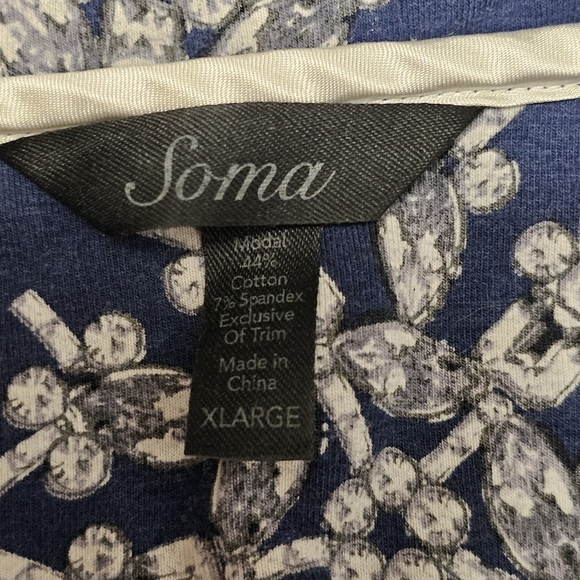 Soma
Modal
44%
Cotton
7% Spandex
Exclusive
Of Trim
Made in
China
XLARGE